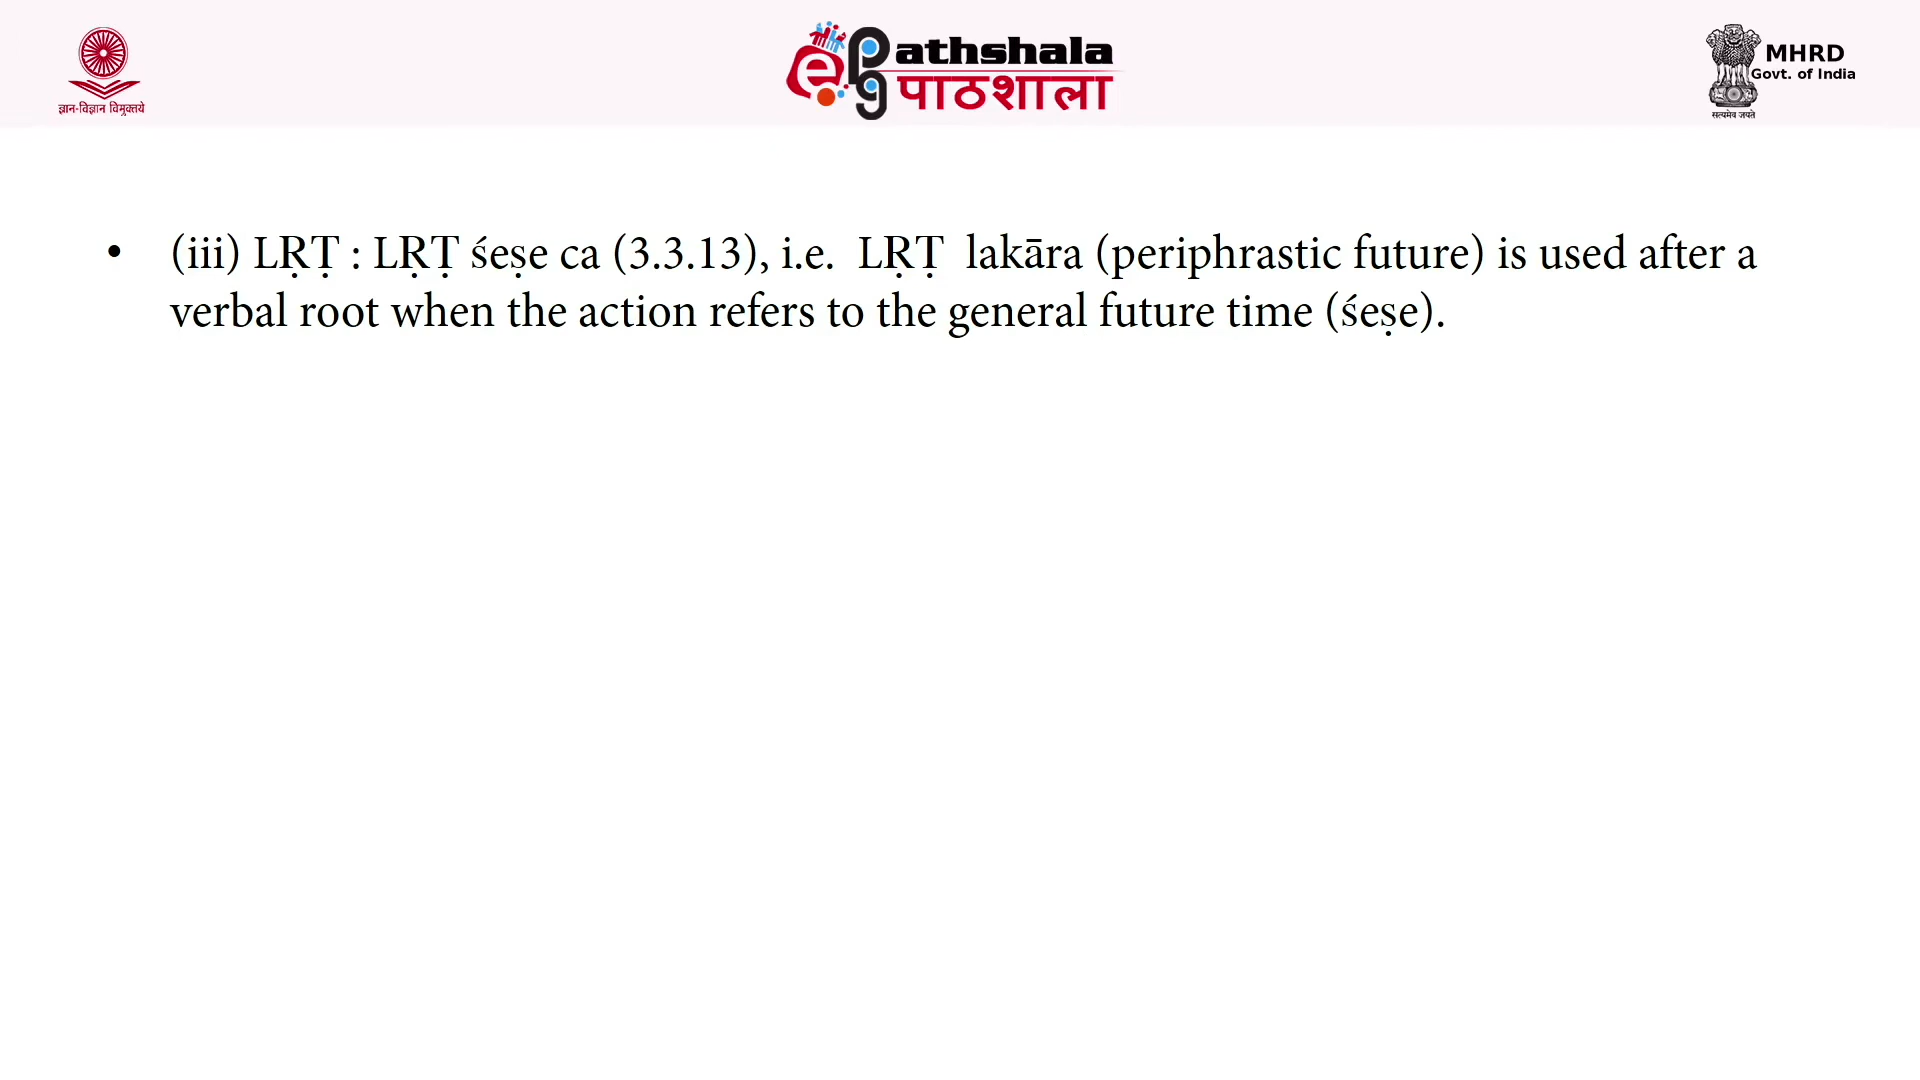 ज्ञान-विज्ञान विमुक्तये
ePathshala
पाठशाला
MHRD
Govt. of India
सत्यमेव जयते
• (iii) LṚṬ : LṚṬ śeṣe ca (3.3.13), i.e. LṚṬ lakāra (periphrastic future) is used after a
verbal root when the action refers to the general future time (śeṣe).